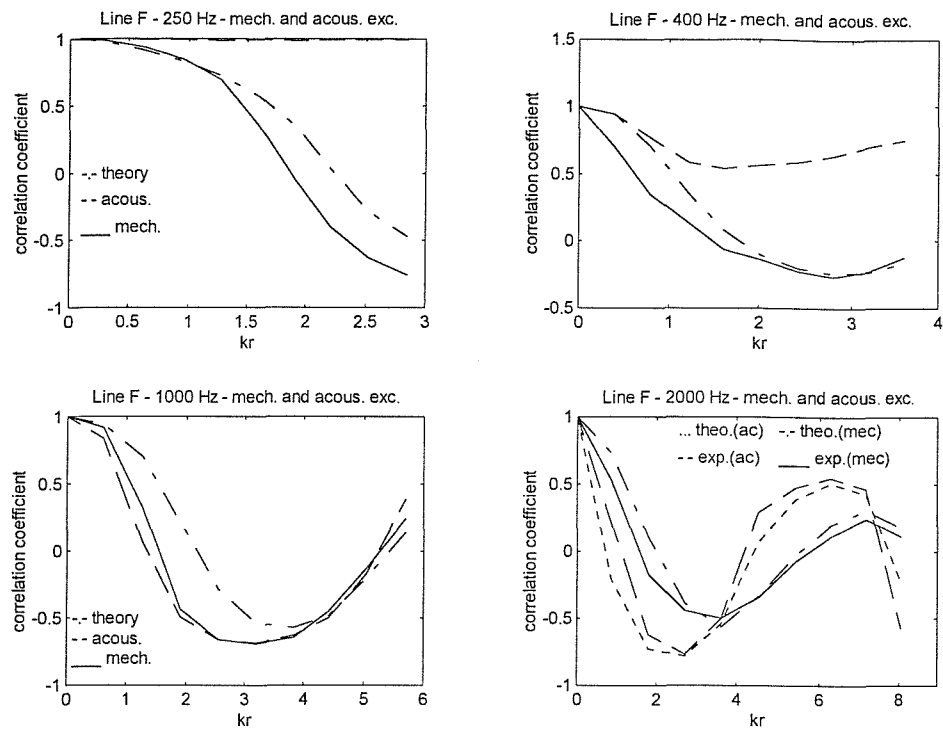 Line F - 250 Hz - mech. and acous. exc.
correlation coefficient
1
0.5
0
-0.5
-1
-.- theory
-- acous.
___ mech.
0 0.5 1 1.5 2 2.5 3
kr
Line F - 400 Hz - mech. and acous. exc.
correlation coefficient
1.5
1
0.5
0
-0.5
0 1 2 3 4
kr
Line F - 1000 Hz - mech. and acous. exc.
correlation coefficient
1
0.5
0
-0.5
-1
-.- theory
-- acous.
___ mech.
0 1 2 3 4 5 6
kr
Line F - 2000 Hz - mech. and acous. exc.
correlation coefficient
1
0.5
0
-0.5
-1
... theo.(ac) -.- theo.(mec)
-- exp.(ac) ___ exp.(mec)
0 2 4 6 8
kr